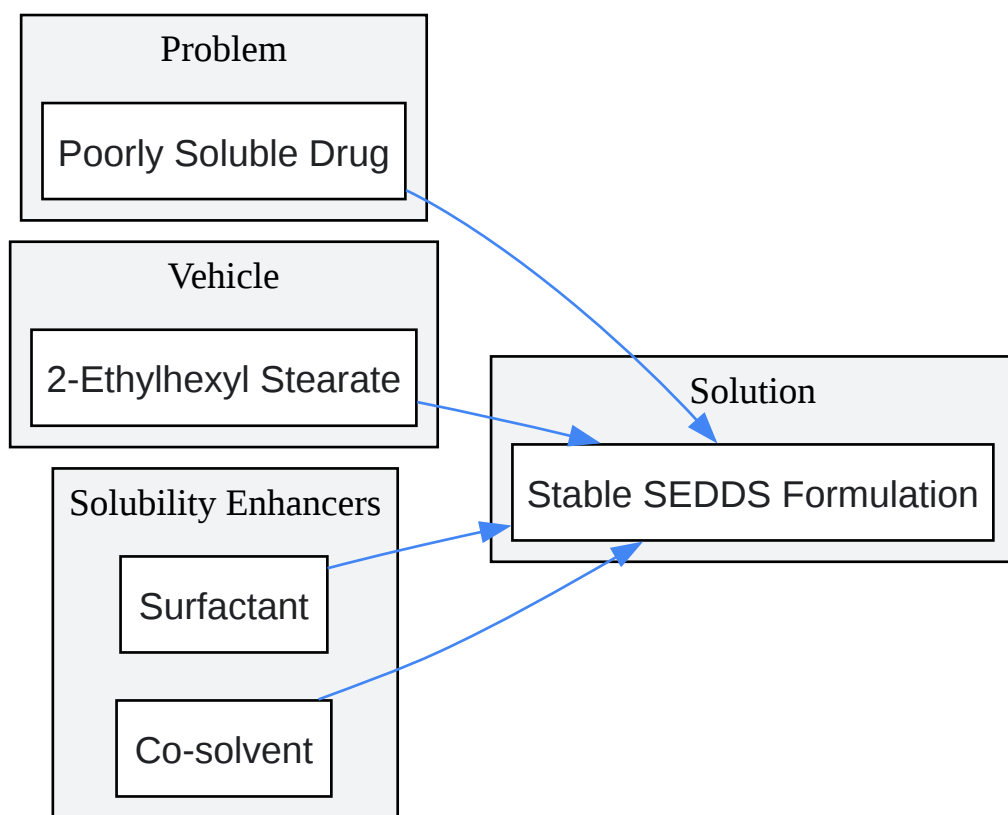 Problem
Poorly Soluble Drug
Vehicle
2-Ethylhexyl Stearate
Solution
Stable SEDDS Formulation
Solubility Enhancers
Surfactant
Co-solvent